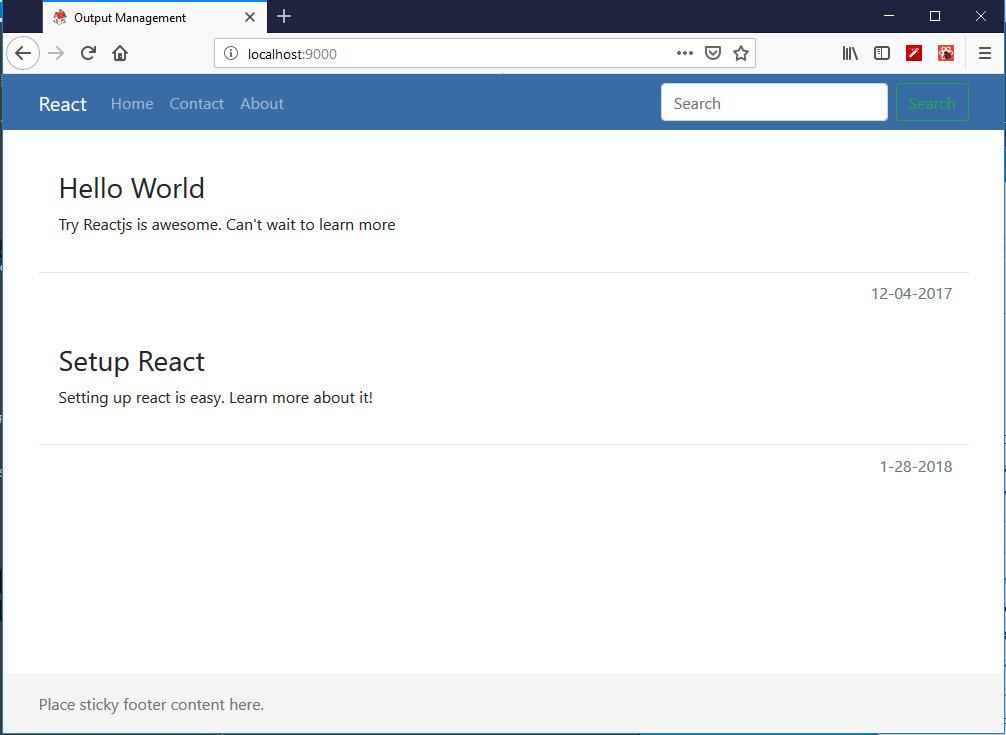 Output Management
localhost:9000
React Home Contact About Search Search
Hello World
Try Reactjs is awesome. Can't wait to learn more
12-04-2017
Setup React
Setting up react is easy. Learn more about it!
1-28-2018
Place sticky footer content here.